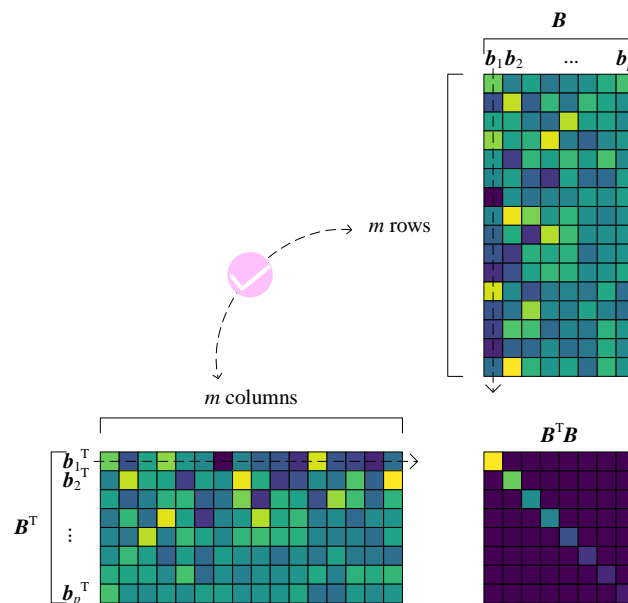 B
b₁ b₂ ...
m rows
m columns
b₁ᵀ
b₂ᵀ
Bᵀ
⋮
bₚᵀ
BᵀB